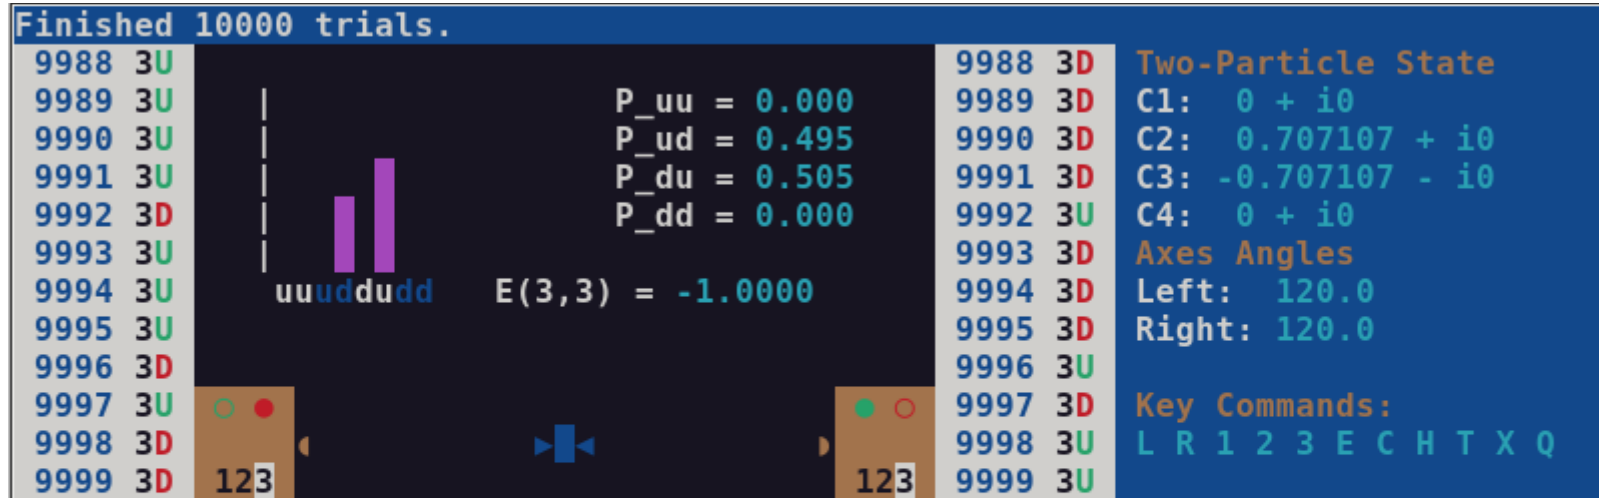 Finished 10000 trials.
9988 3U 9988 3D Two-Particle State
9989 3U | P_uu = 0.000 9989 3D C1: 0 + i0
9990 3U | P_ud = 0.495 9990 3D C2: 0.707107 + i0
9991 3U | P_du = 0.505 9991 3D C3: -0.707107 - i0
9992 3D | P_dd = 0.000 9992 3U C4: 0 + i0
9993 3U | 9993 3D Axes Angles
9994 3U uuudduudd E(3,3) = -1.0000 9994 3D Left: 120.0
9995 3U 9995 3D Right: 120.0
9996 3D 9996 3U
9997 3U 9997 3D Key Commands:
9998 3D 9998 3U L R 1 2 3 E C H T X Q
9999 3D 123 123 9999 3U